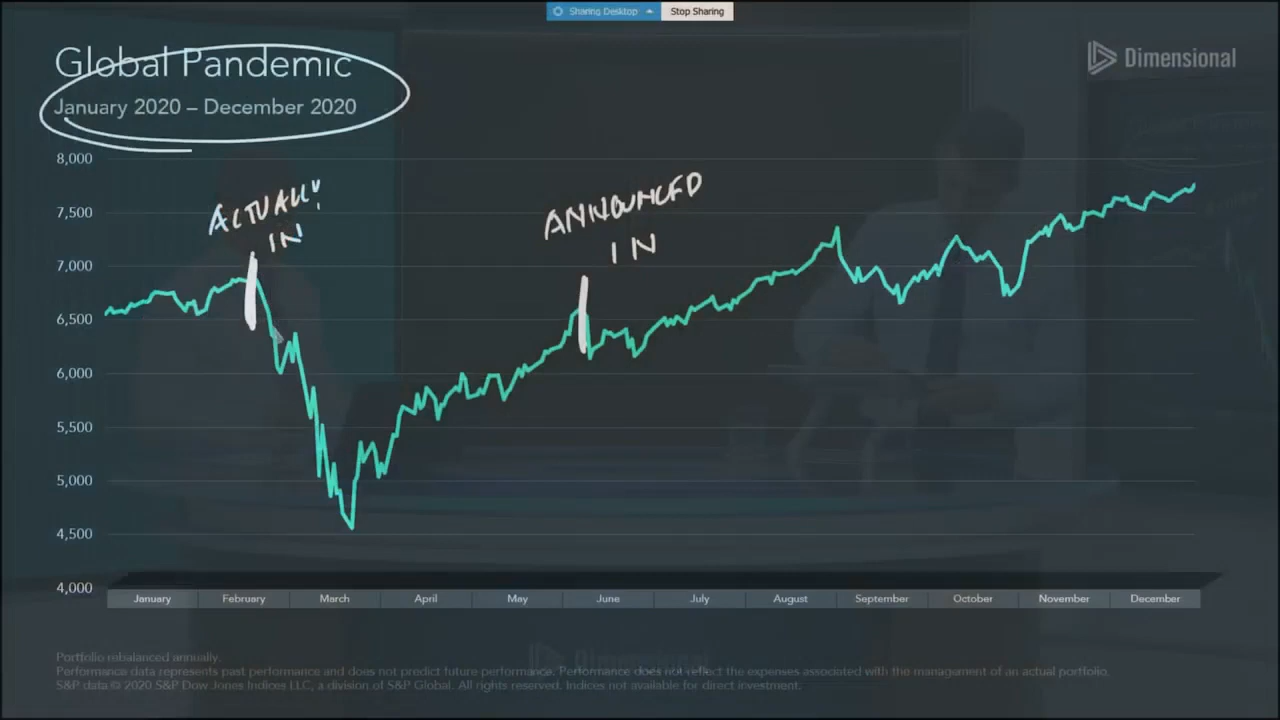 Sharing Desktop Stop Sharing
Global Pandemic
Dimensional
January 2020 – December 2020
8,000
7,500
7,000
6,500
6,000
5,500
5,000
4,500
4,000
ACTUALLY
IN
ANNOUNCED
IN
January February March April May June July August September October November December
Dimensional
Portfolio rebalanced annually.
Performance data represents past performance and does not predict future performance. Performance does not reflect the expenses associated with the management of an actual portfolio.
S&P data © 2020 S&P Dow Jones Indices LLC, a division of S&P Global. All rights reserved. Indices not available for direct investment.